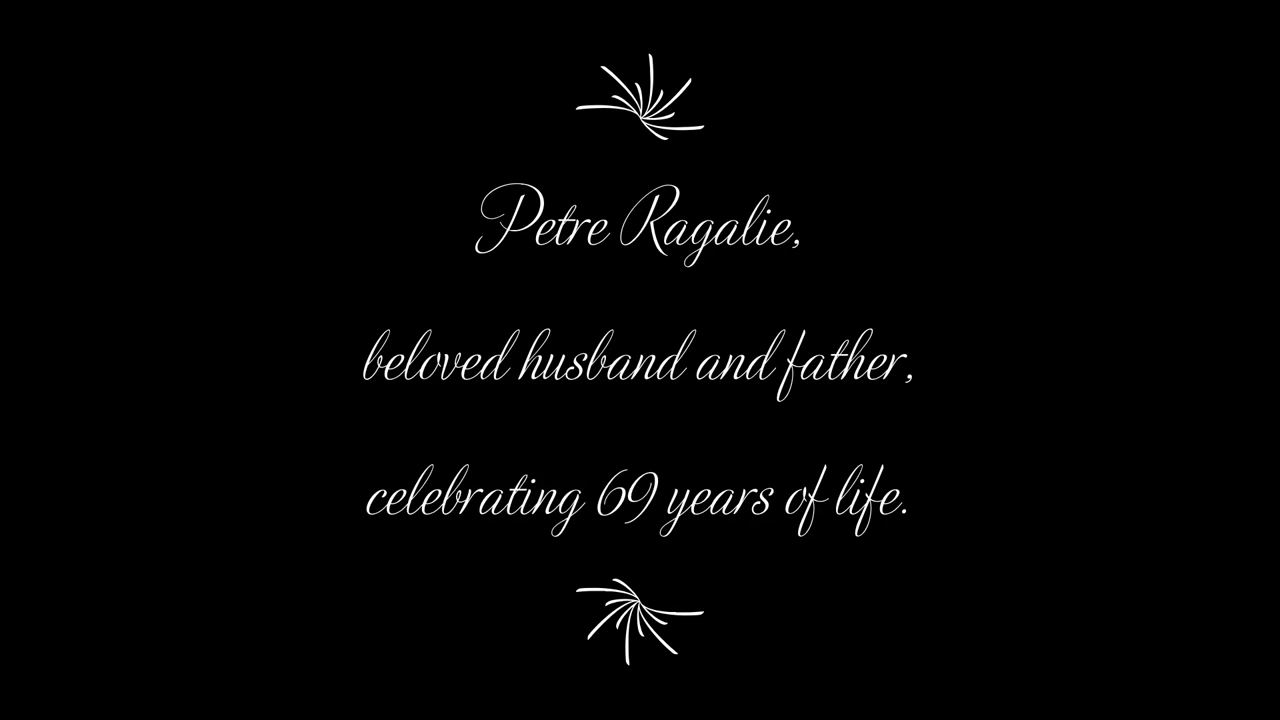 Petre Ragalie,
beloved husband and father,
celebrating 69 years of life.